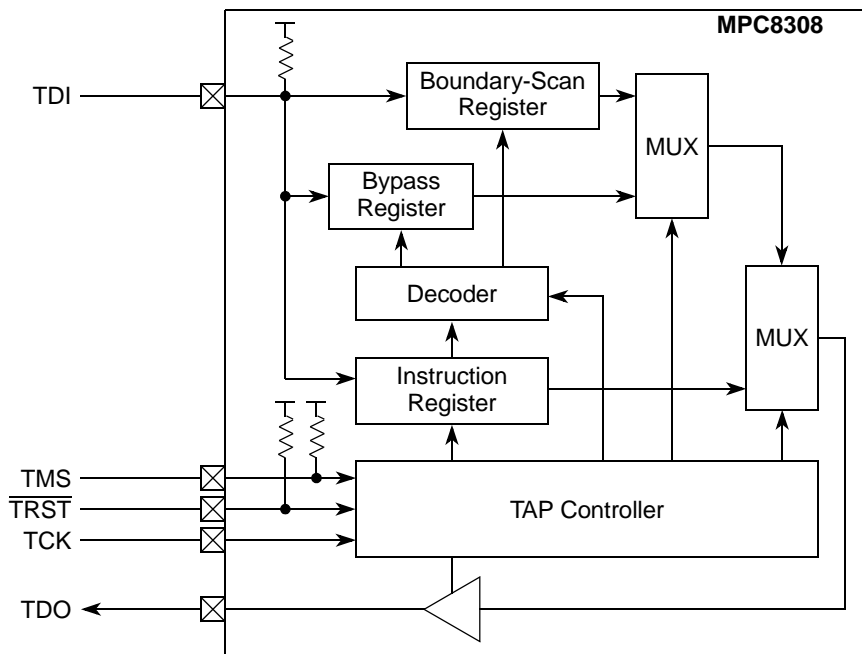 MPC8308
TDI
Boundary-Scan
Register
MUX
Bypass
Register
Decoder
MUX
Instruction
Register
TMS
TRST
TAP Controller
TCK
TDO